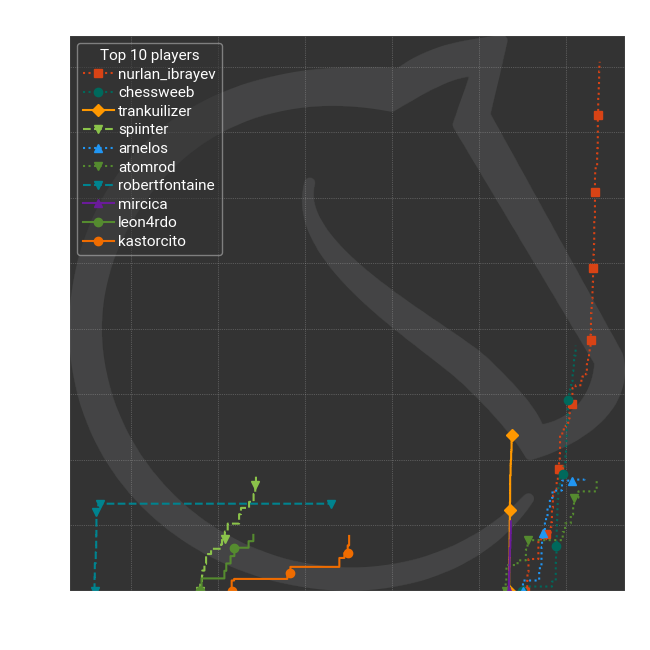 Top 10 players
nurlan_ibrayev
chessweeb
trankuilizer
spiinter
arnelos
atomrod
robertfontaine
mircica
leon4rdo
kastorcito